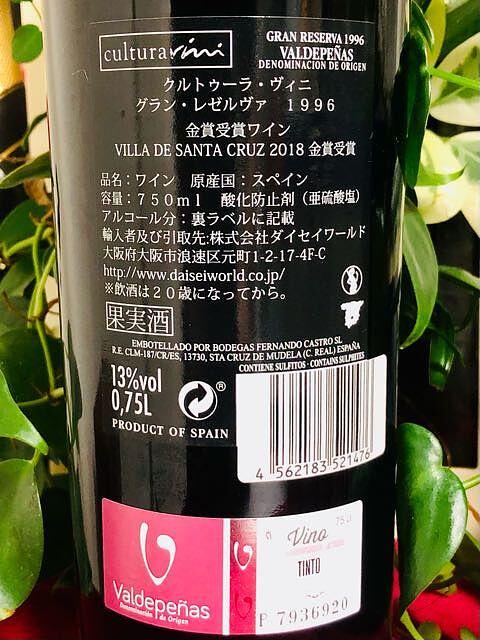 culturavini
GRAN RESERVA 1996
VALDEPEÑAS
DENOMINACION DE ORIGEN
クルトゥーラ・ヴィニ
グラン・レゼルヴァ 1996
金賞受賞ワイン
VILLA DE SANTA CRUZ 2018 金賞受賞
品名：ワイン 原産国：スペイン
容量：750ml 酸化防止剤（亜硫酸塩）
アルコール分：裏ラベルに記載
輸入者及び引取先:株式会社ダイセイワールド
大阪府大阪市浪速区元町1-2-17-4F-C
http://www.daiseiworld.co.jp/
※飲酒は20歳になってから。
果実酒
EMBOTELLADO POR BODEGAS FERNANDO CASTRO SL
R.E. CLM-187/CR/ES, 13730, STA CRUZ DE MUDELA (C. REAL) ESPAÑA
CONTIENE SULFITOS - CONTAINS SULPHITES
13%vol
0,75L
®
PRODUCT OF SPAIN
4 562183 521476
Valdepeñas
Denominación de Origen
Vino
75 Cl
TINTO
P 7936920